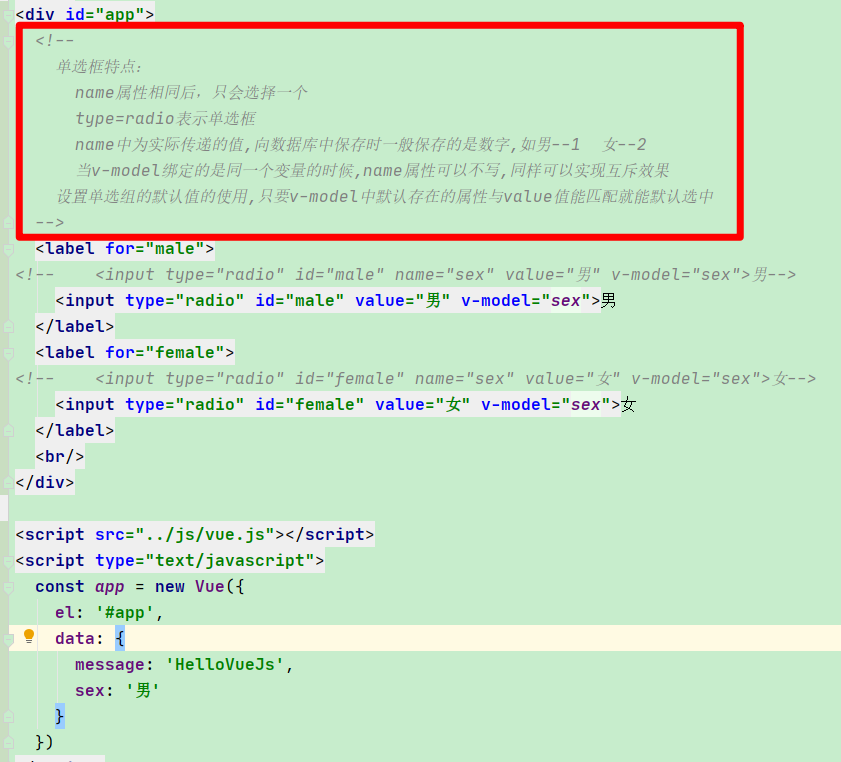 <div id="app">
<!--
单选框特点:
name属性相同后，只会选择一个
type=radio表示单选框
name中为实际传递的值,向数据库中保存时一般保存的是数字,如男--1  女--2
当v-model绑定的是同一个变量的时候,name属性可以不写,同样可以实现互斥效果
设置单选组的默认值的使用,只要v-model中默认存在的属性与value值能匹配就能默认选中
-->
<label for="male">
<!--    <input type="radio" id="male" name="sex" value="男" v-model="sex">男-->
<input type="radio" id="male" value="男" v-model="sex">男
</label>
<label for="female">
<!--    <input type="radio" id="female" name="sex" value="女" v-model="sex">女-->
<input type="radio" id="female" value="女" v-model="sex">女
</label>
<br/>
</div>
<script src="../js/vue.js"></script>
<script type="text/javascript">
const app = new Vue({
el: '#app',
data: {
message: 'HelloVueJs',
sex: '男'
}
})